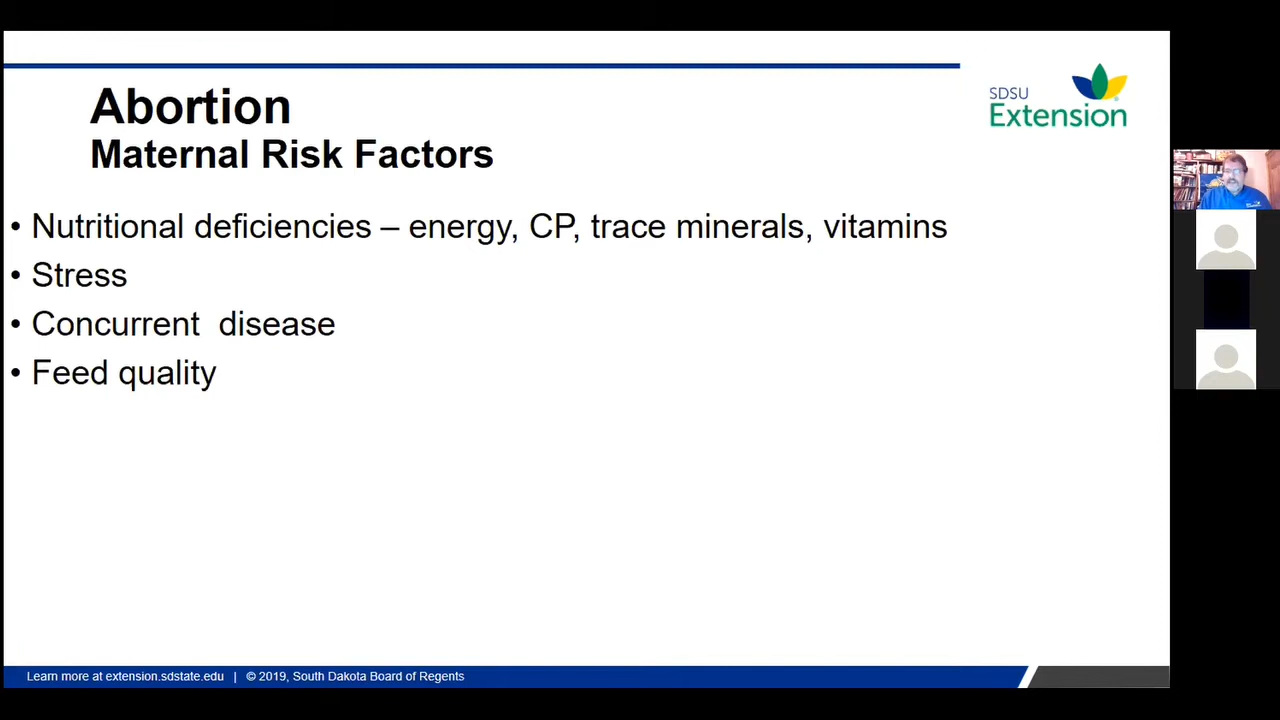 SDSU
Extension
Abortion
Maternal Risk Factors
• Nutritional deficiencies – energy, CP, trace minerals, vitamins
• Stress
• Concurrent  disease
• Feed quality
Learn more at extension.sdstate.edu | © 2019, South Dakota Board of Regents